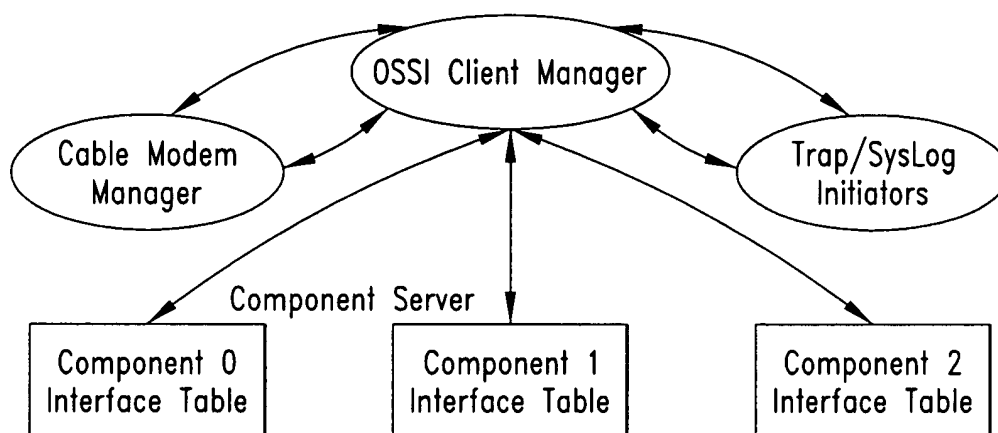 OSSI Client Manager
Cable Modem
Manager
Trap/SysLog
Initiators
Component Server
Component 0
Interface Table
Component 1
Interface Table
Component 2
Interface Table